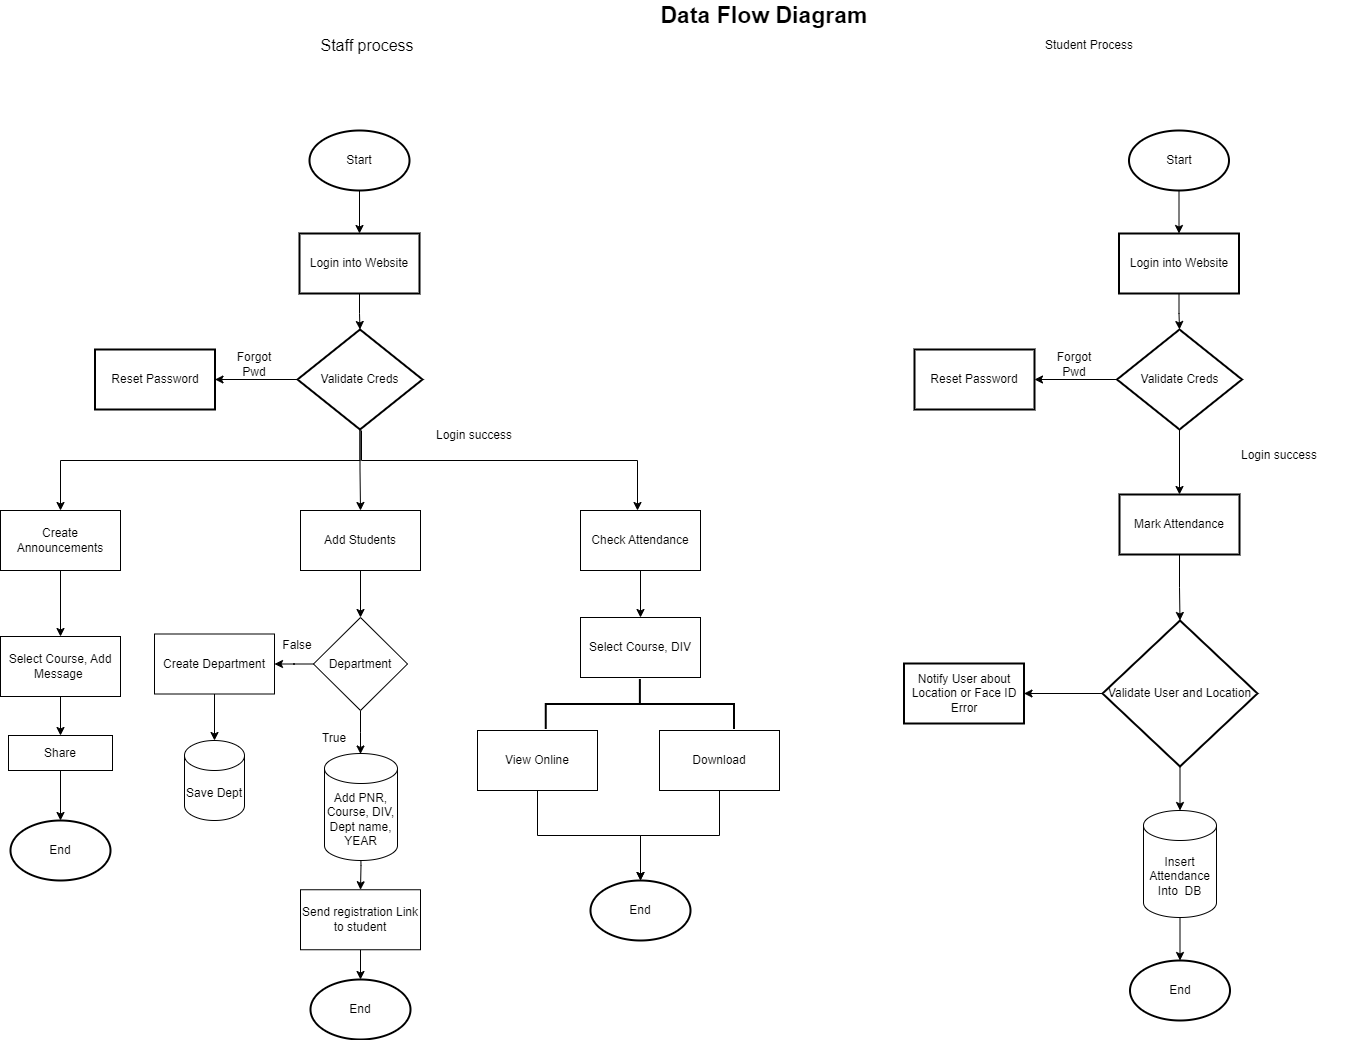 Data Flow Diagram
Staff process
Student Process
Start
Login into Website
Forgot
Pwd
Reset Password
Validate Creds
Login success
Create
Announcements
Add Students
Check Attendance
Select Course, Add
Message
Create Department
False
Department
Select Course, DIV
Share
True
Save Dept
Add PNR,
Course, DIV,
Dept name,
YEAR
View Online
Download
End
Send registration Link
to student
End
End
Start
Login into Website
Forgot
Pwd
Reset Password
Validate Creds
Login success
Mark Attendance
Notify User about
Location or Face ID
Error
Validate User and Location
Insert
Attendance
Into DB
End